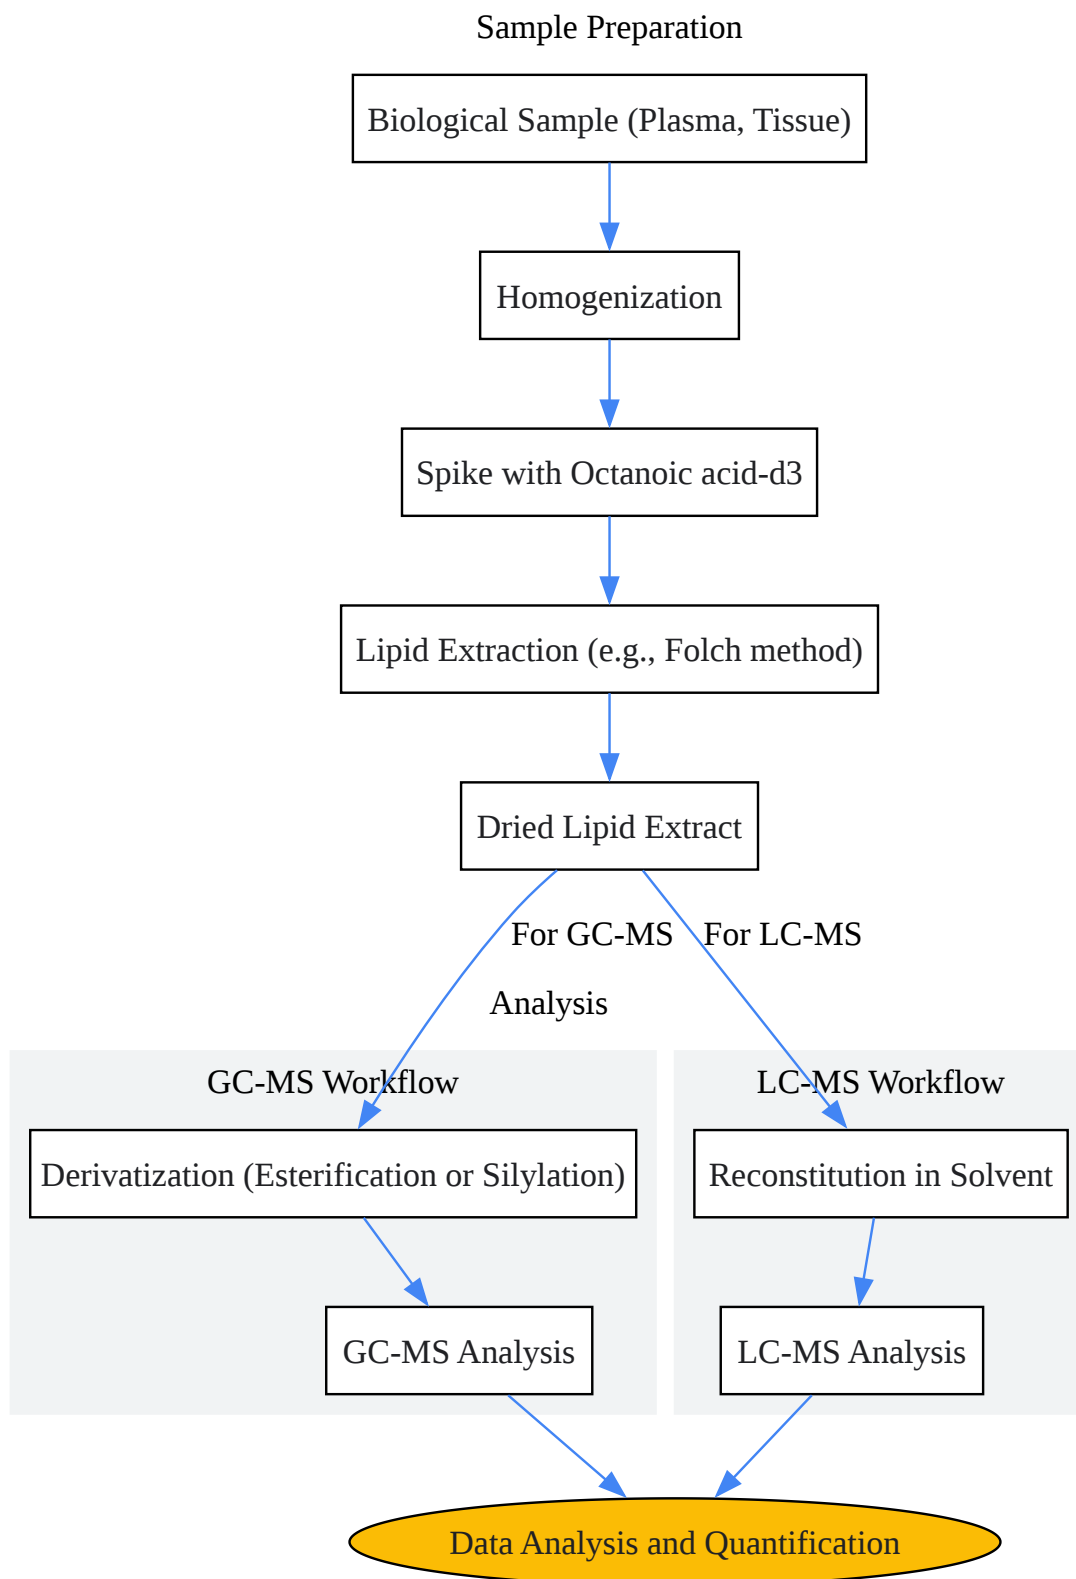 Sample Preparation
Biological Sample (Plasma, Tissue)
Homogenization
Spike with Octanoic acid-d3
Lipid Extraction (e.g., Folch method)
Dried Lipid Extract
For GC-MS
For LC-MS
Analysis
GC-MS Workflow
LC-MS Workflow
Derivatization (Esterification or Silylation)
Reconstitution in Solvent
GC-MS Analysis
LC-MS Analysis
Data Analysis and Quantification